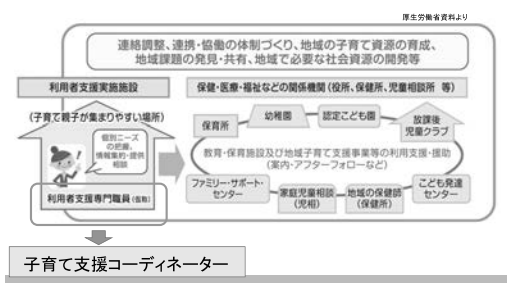 厚生労働省資料より
連絡調整、連携・協働の体制づくり、地域の子育て資源の育成、
地域課題の発見・共有、地域で必要な社会資源の開発等
利用者支援実施施設
保健・医療・福祉などの関係機関(役所、保健所、児童相談所 等)
(子育て親子が集まりやすい場所)
個別ニーズ
の把握、
情報集約・提供
相談
利用者支援専門職員(仮称)
保育所
幼稚園
認定こども園
放課後
児童クラブ
教育・保育施設及び地域子育て支援事業等の利用支援・援助
(案内・アフターフォローなど)
ファミリー・サポート・
センター
家庭児童相談
(児相)
地域の保健師
(保健所)
こども発達
センター
子育て支援コーディネーター